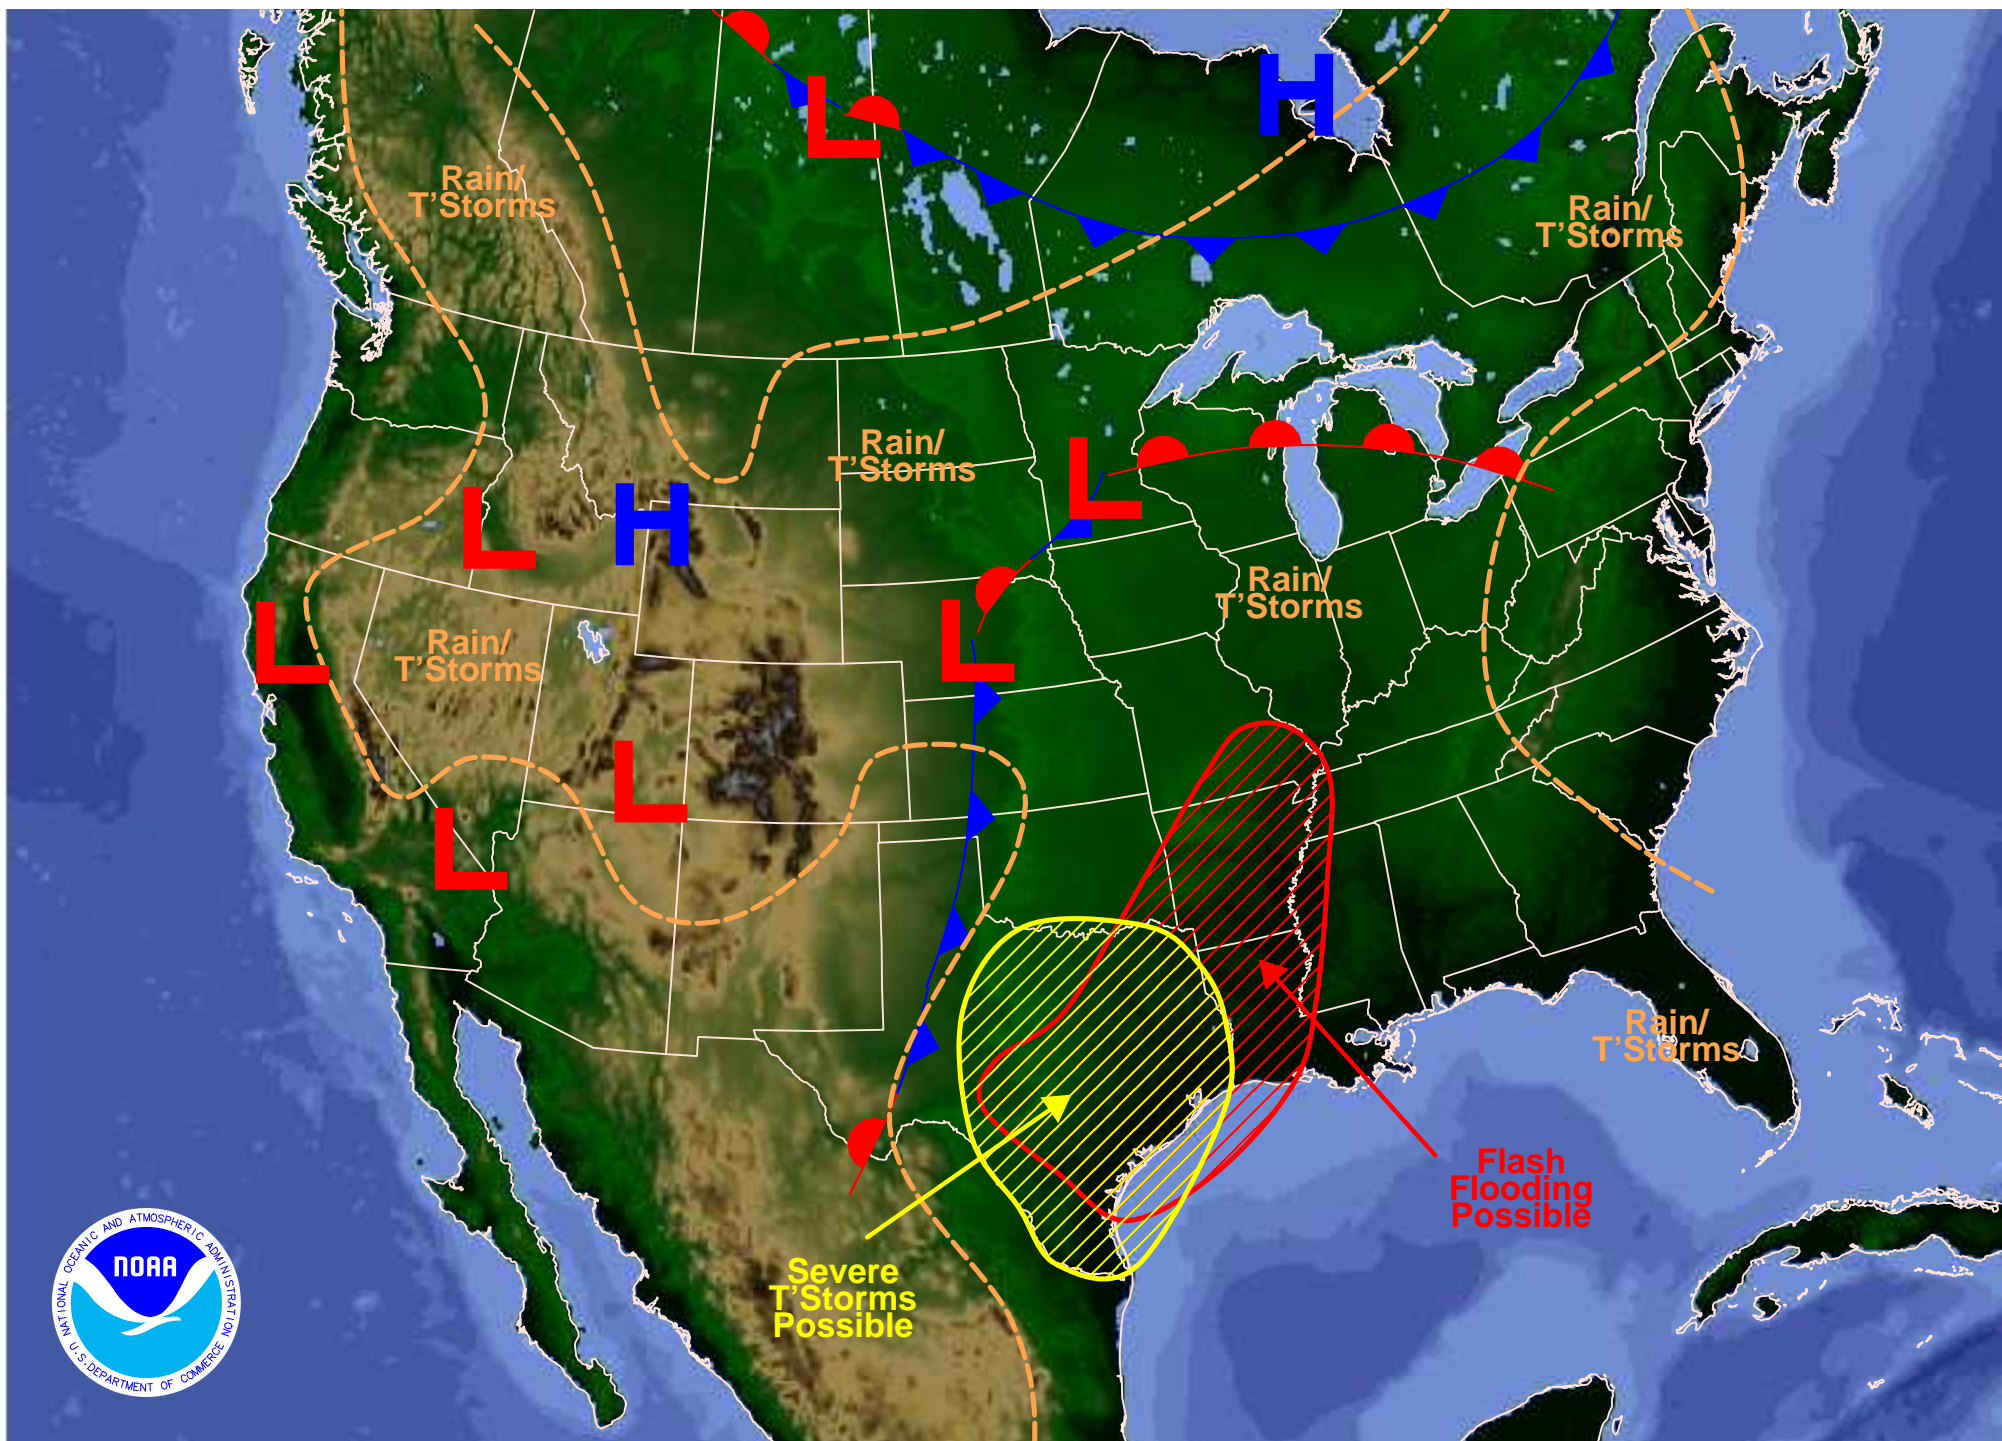 H
L
Rain/
T'Storms
Rain/
T'Storms
Rain/
T'Storms
L
L
H
Rain/
T'Storms
L
L
Rain/
T'Storms
L
L
Rain/
T'Storms
Flash
Flooding
Possible
Severe
T'Storms
Possible
NATIONAL OCEANIC AND ATMOSPHERIC ADMINISTRATION
NOAA
U.S. DEPARTMENT OF COMMERCE